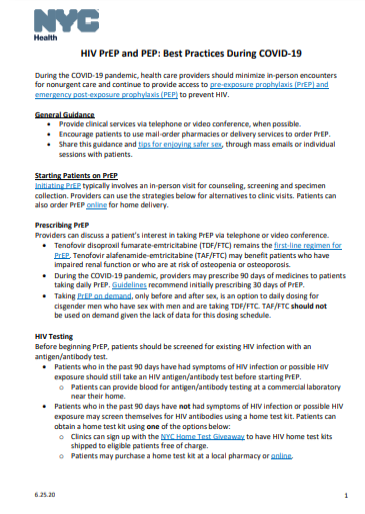 NYC
Health
HIV PrEP and PEP: Best Practices During COVID-19
During the COVID-19 pandemic, health care providers should minimize in-person encounters
for nonurgent care and continue to provide access to pre-exposure prophylaxis (PrEP) and
emergency post-exposure prophylaxis (PEP) to prevent HIV.
General Guidance
• Provide clinical services via telephone or video conference, when possible.
• Encourage patients to use mail-order pharmacies or delivery services to order PrEP.
• Share this guidance and tips for enjoying safer sex, through mass emails or individual
sessions with patients.
Starting Patients on PrEP
Initiating PrEP typically involves an in-person visit for counseling, screening and specimen
collection. Providers can use the strategies below for alternatives to clinic visits. Patients
can also order PrEP online for home delivery.
Prescribing PrEP
Providers can discuss a patient's interest in taking PrEP via telephone or video conference.
• Tenofovir disoproxil fumarate-emtricitabine (TDF/FTC) remains the first-line regimen for
PrEP. Tenofovir alafenamide-emtricitabine (TAF/FTC) may benefit patients who have
impaired renal function or who are at risk of osteopenia or osteoporosis.
• During the COVID-19 pandemic, providers may prescribe 90 days of medicines to patients
taking daily PrEP. Guidelines recommend initially prescribing 30 days of PrEP.
• Taking PrEP on demand, only before and after sex, is an option to daily dosing for
cisgender men who have sex with men and are taking TDF/FTC. TAF/FTC should not
be used on demand given the lack of data for this dosing schedule.
HIV Testing
Before beginning PrEP, patients should be screened for existing HIV infection with an
antigen/antibody test.
• Patients who in the past 90 days have had symptoms of HIV infection or possible HIV
exposure should still take an HIV antigen/antibody test before starting PrEP.
o Patients can provide blood for antigen/antibody testing at a commercial laboratory
near their home.
• Patients who in the past 90 days have not had symptoms of HIV infection or possible HIV
exposure may screen themselves for HIV antibodies using a home test kit. Patients can
obtain a home test kit using one of the options below:
o Clinics can sign up with the NYC Home Test Giveaway to have HIV home test kits
shipped to eligible patients free of charge.
o Patients may purchase a home test kit at a local pharmacy or online.
6.25.20
1